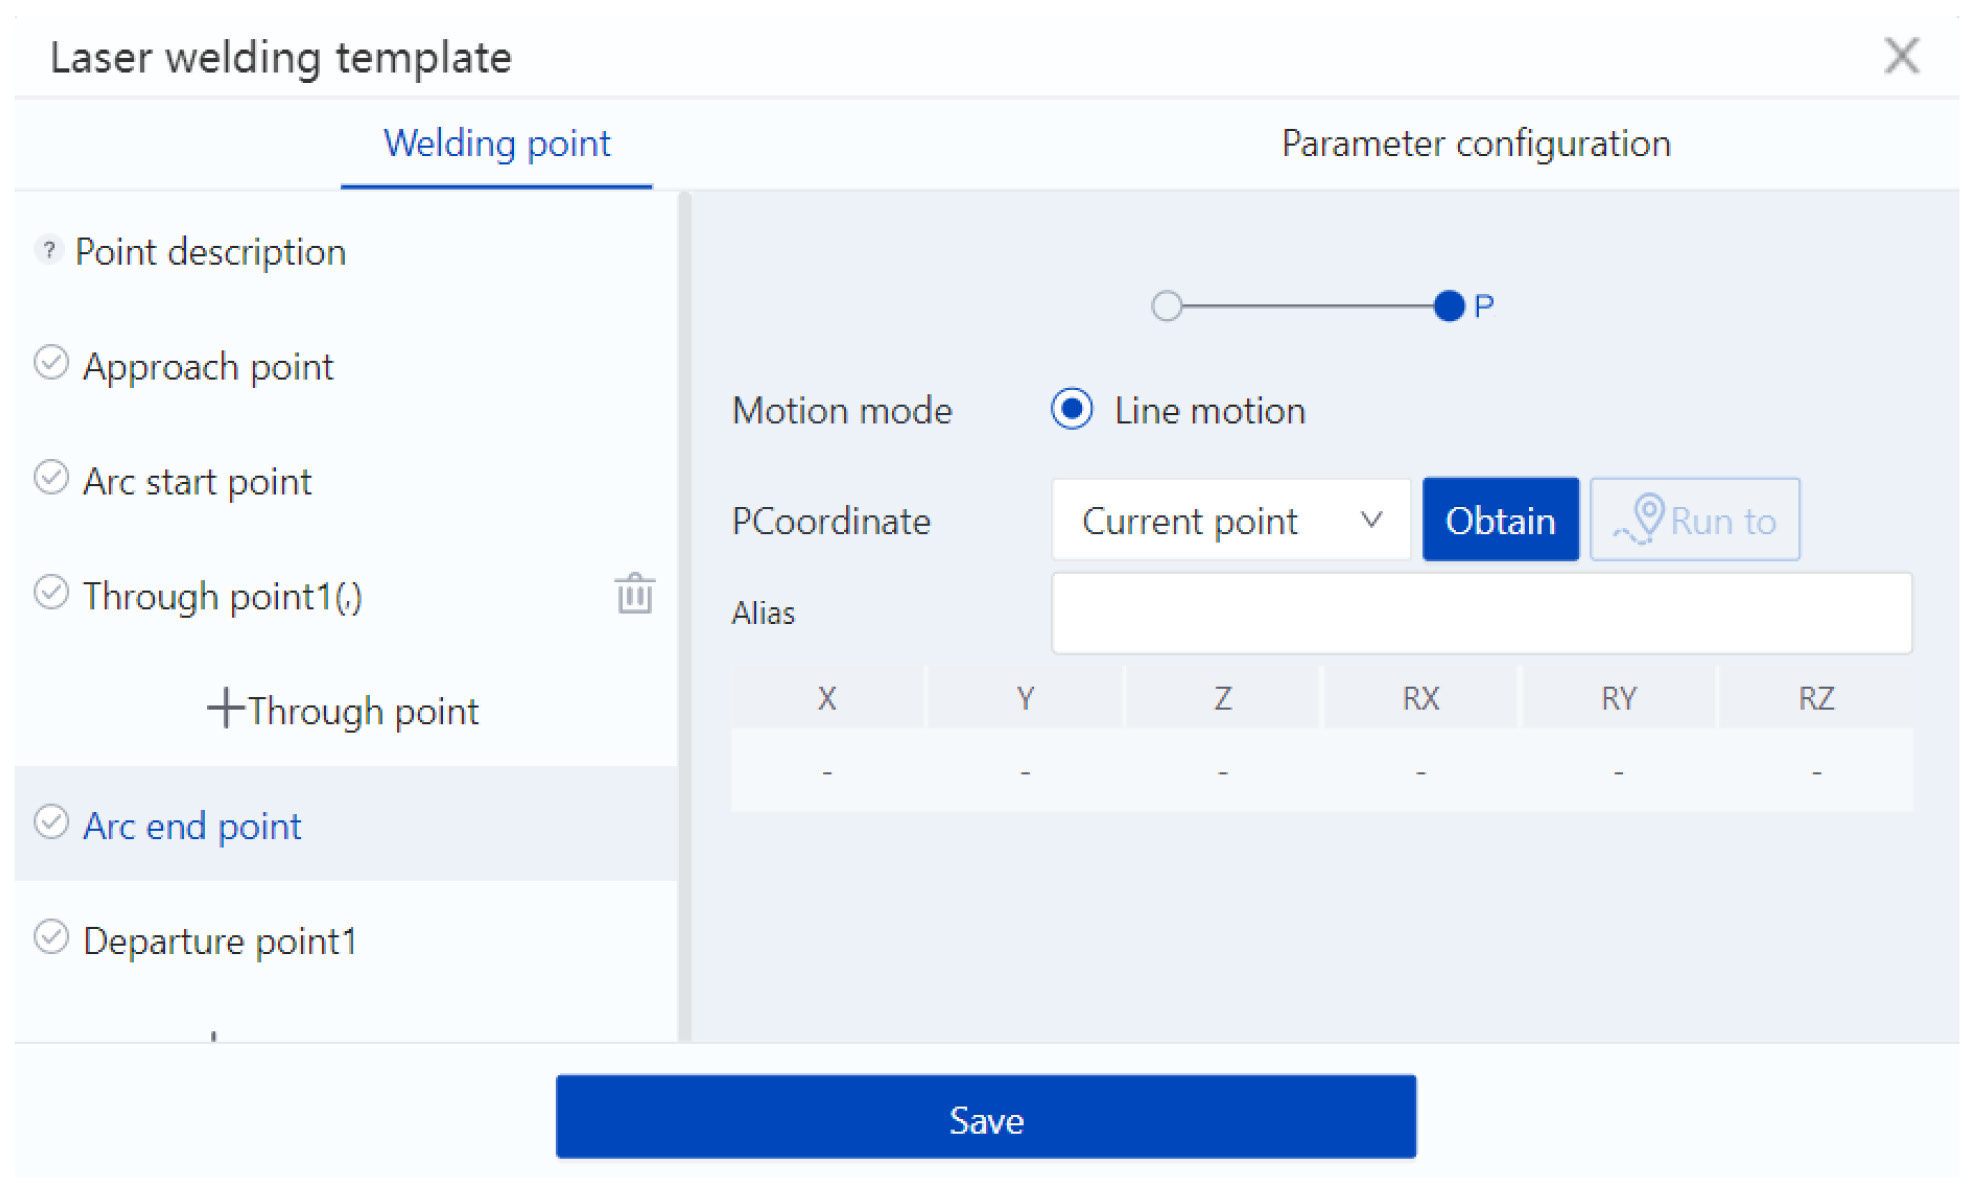 Laser welding template
Welding point
Parameter configuration
? Point description
Approach point
Arc start point
Through point1(,)
+Through point
Arc end point
Departure point1
P
Motion mode
Line motion
PCoordinate
Current point
Obtain
Run to
Alias
X Y Z RX RY RZ
- - - - - -
Save